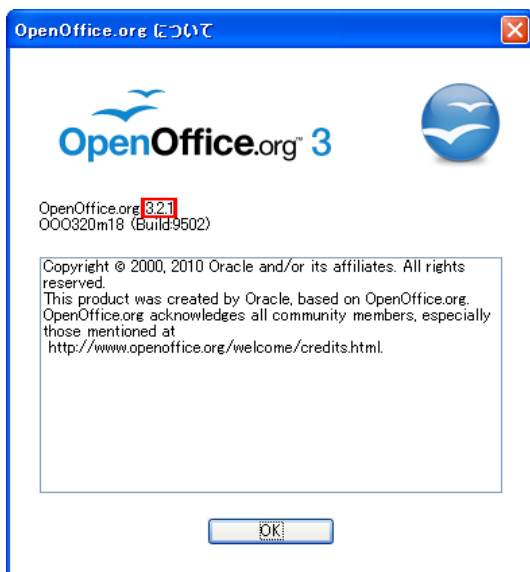 OpenOffice.org について
OpenOffice.org™ 3
OpenOffice.org 3.2.1
OOO320m18 (Build:9502)
Copyright © 2000, 2010 Oracle and/or its affiliates. All rights
reserved.
This product was created by Oracle, based on OpenOffice.org.
OpenOffice.org acknowledges all community members, especially
those mentioned at
http://www.openoffice.org/welcome/credits.html.
OK